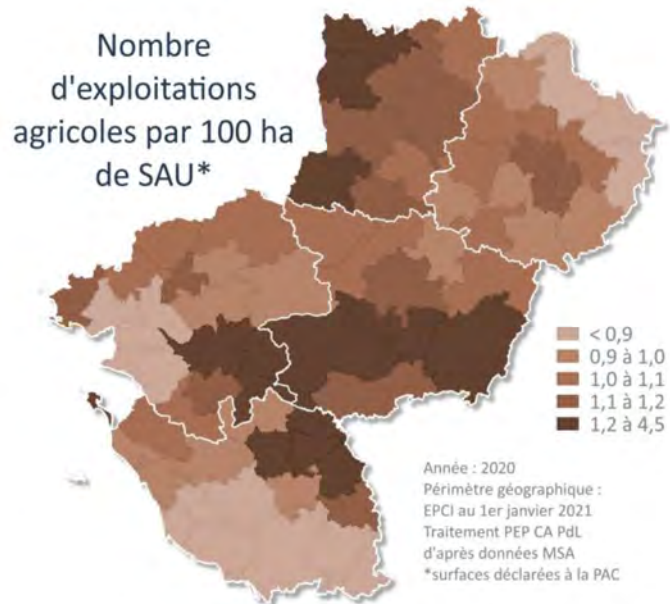 Nombre
d'exploitations
agricoles par 100 ha
de SAU*
< 0,9
0,9 à 1,0
1,0 à 1,1
1,1 à 1,2
1,2 à 4,5
Année : 2020
Périmètre géographique :
EPCI au 1er janvier 2021
Traitement PEP CA PdL
d'après données MSA
*surfaces déclarées à la PAC